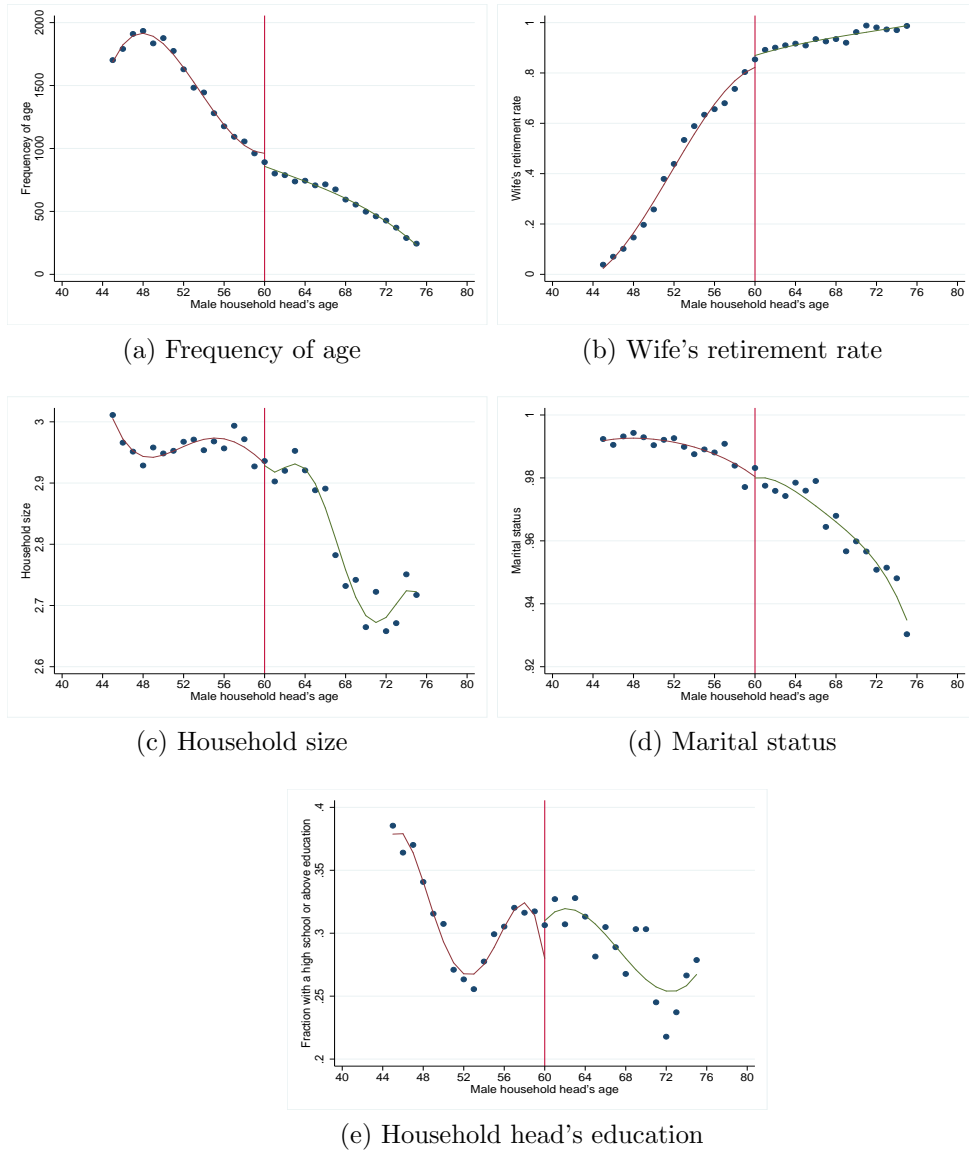 Frequencey of age
0 500 1000 1500 2000
40 44 48 52 56 60 64 68 72 76 80
Male household head's age
(a) Frequency of age
Wife's retirement rate
0 .2 .4 .6 .8 1
40 44 48 52 56 60 64 68 72 76 80
Male household head's age
(b) Wife's retirement rate
Household size
2.6 2.7 2.8 2.9 3
40 44 48 52 56 60 64 68 72 76 80
Male household head's age
(c) Household size
Marital status
.92 .94 .96 .98 1
40 44 48 52 56 60 64 68 72 76 80
Male household head's age
(d) Marital status
Fraction with a high school or above education
.2 .25 .3 .35 .4
40 44 48 52 56 60 64 68 72 76 80
Male household head's age
(e) Household head's education